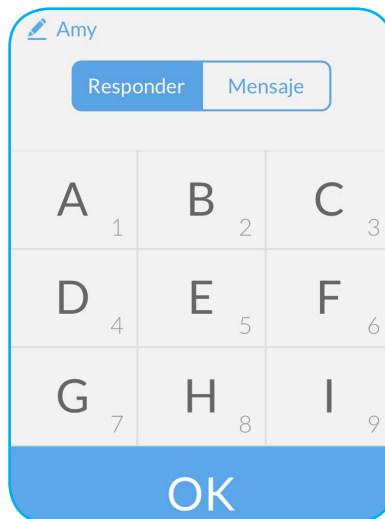 Amy
Responder Mensaje
A 1 B 2 C 3
D 4 E 5 F 6
G 7 H 8 I 9
OK